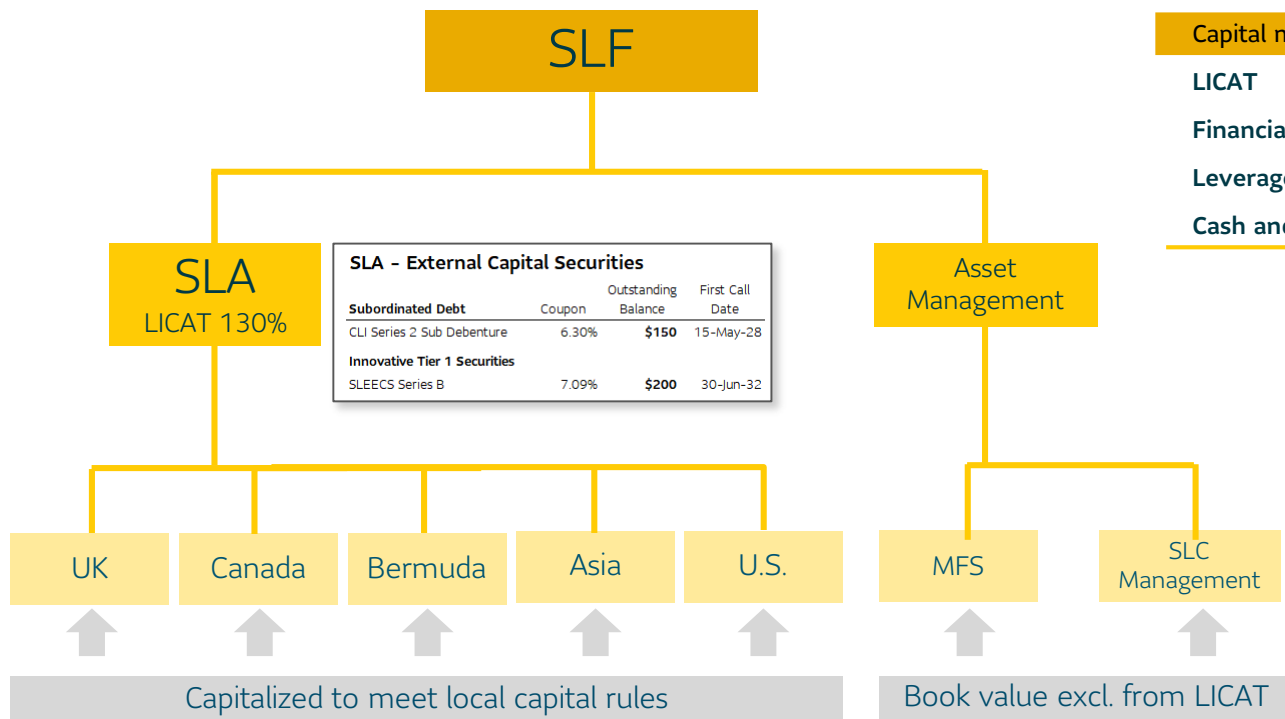 SLF
Capital
LICAT
Cash
SLA
LICAT 130%
SLA – External Capital Securities
Subordinated Debt Coupon Outstanding Balance First Call Date
CLI Series 2 Sub Debenture 6.30% $150 15-May-28
Innovative Tier 1 Securities
SLEECS Series B 7.09% $200 30-Jun-32
Asset
Management
UK Canada Bermuda Asia U.S. MFS SLC
Management
Capitalized to meet local capital rules Book value excl. from LICAT